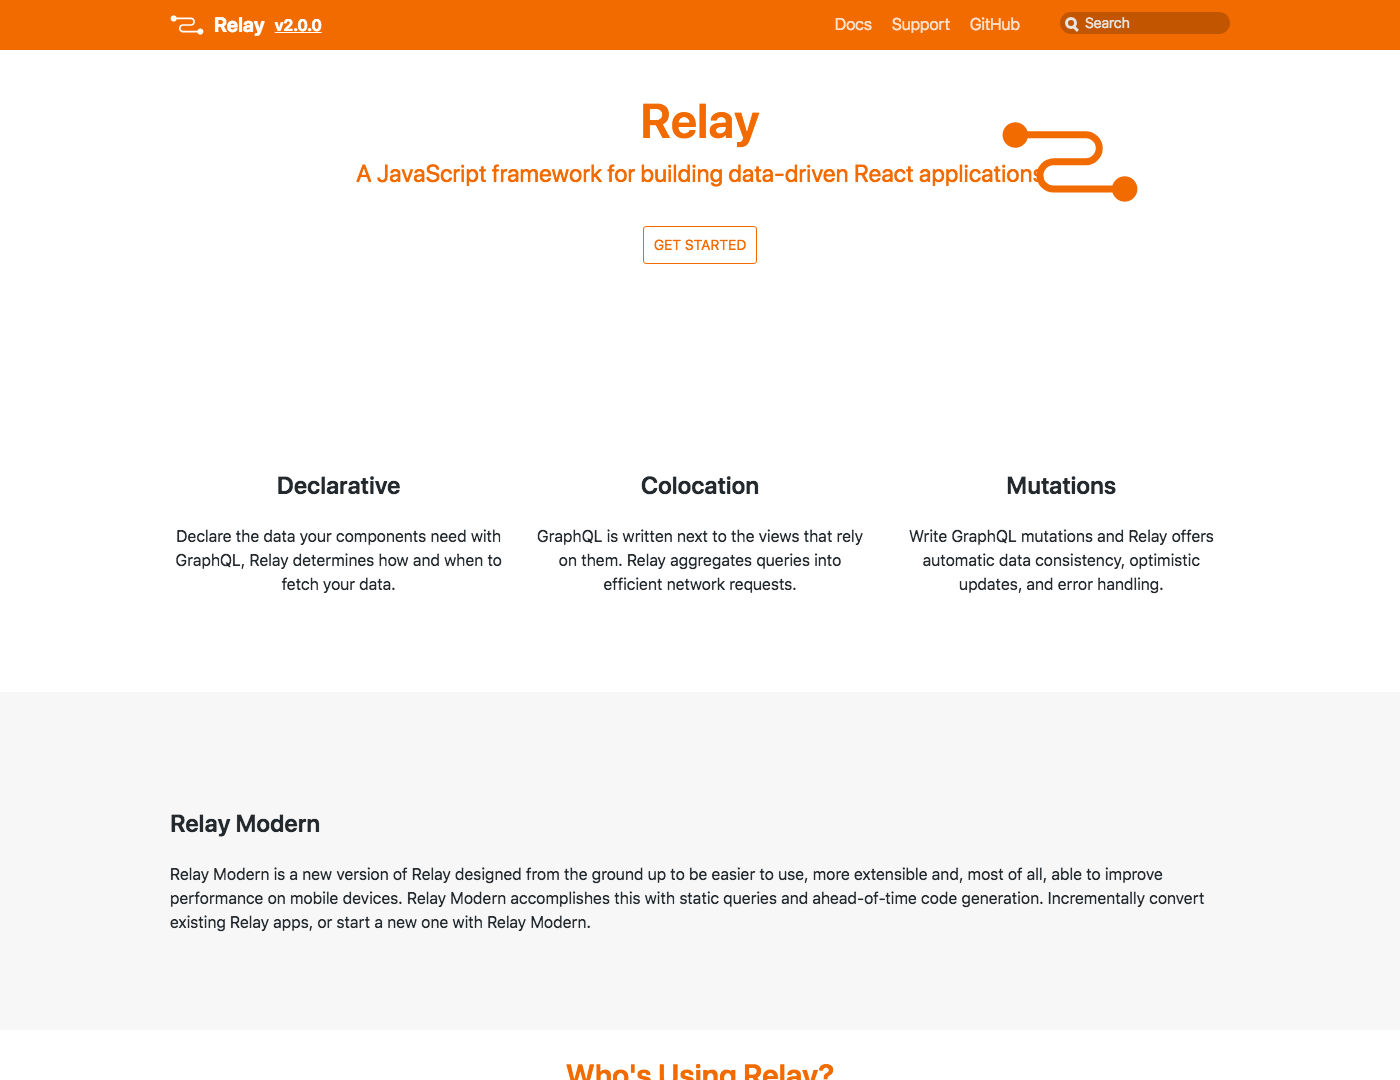 Relay v2.0.0
Docs Support GitHub Search
Relay
A JavaScript framework for building data-driven React applications
GET STARTED
Declarative
Declare the data your components need with
GraphQL, Relay determines how and when to
fetch your data.
Colocation
GraphQL is written next to the views that rely
on them. Relay aggregates queries into
efficient network requests.
Mutations
Write GraphQL mutations and Relay offers
automatic data consistency, optimistic
updates, and error handling.
Relay Modern
Relay Modern is a new version of Relay designed from the ground up to be easier to use, more extensible and, most of all, able to improve
performance on mobile devices. Relay Modern accomplishes this with static queries and ahead-of-time code generation. Incrementally convert
existing Relay apps, or start a new one with Relay Modern.
Who's Using Relay?